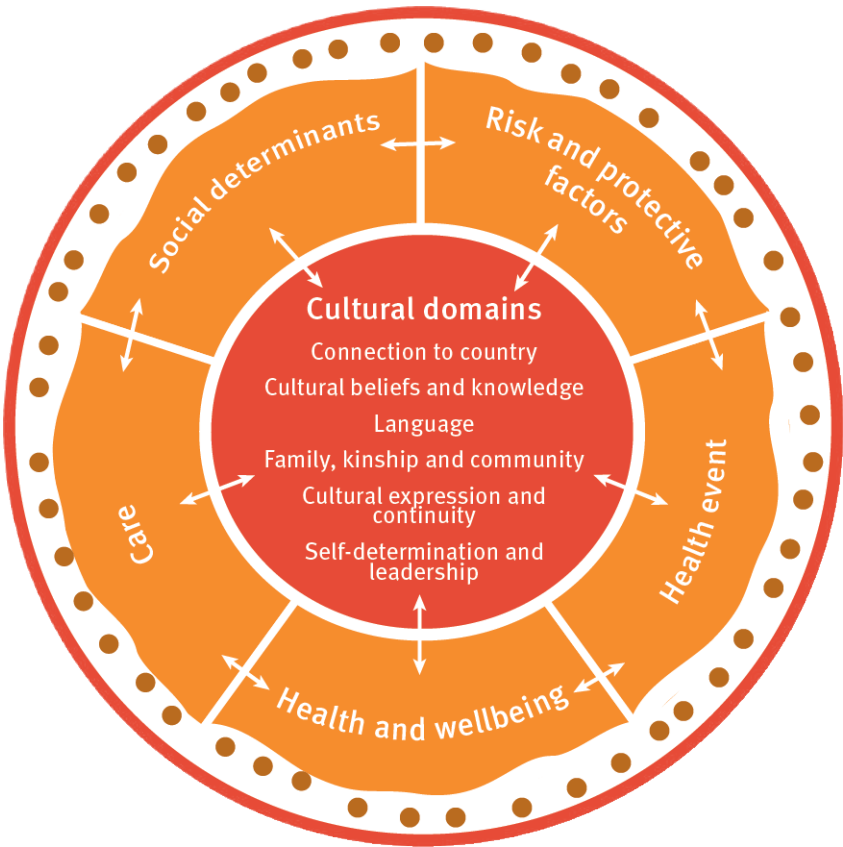 Social determinants
Risk and protective
factors
Cultural domains
Connection to country
Cultural beliefs and knowledge
Language
Family, kinship and community
Cultural expression and
continuity
Self-determination and
leadership
Care
Health event
Health and wellbeing